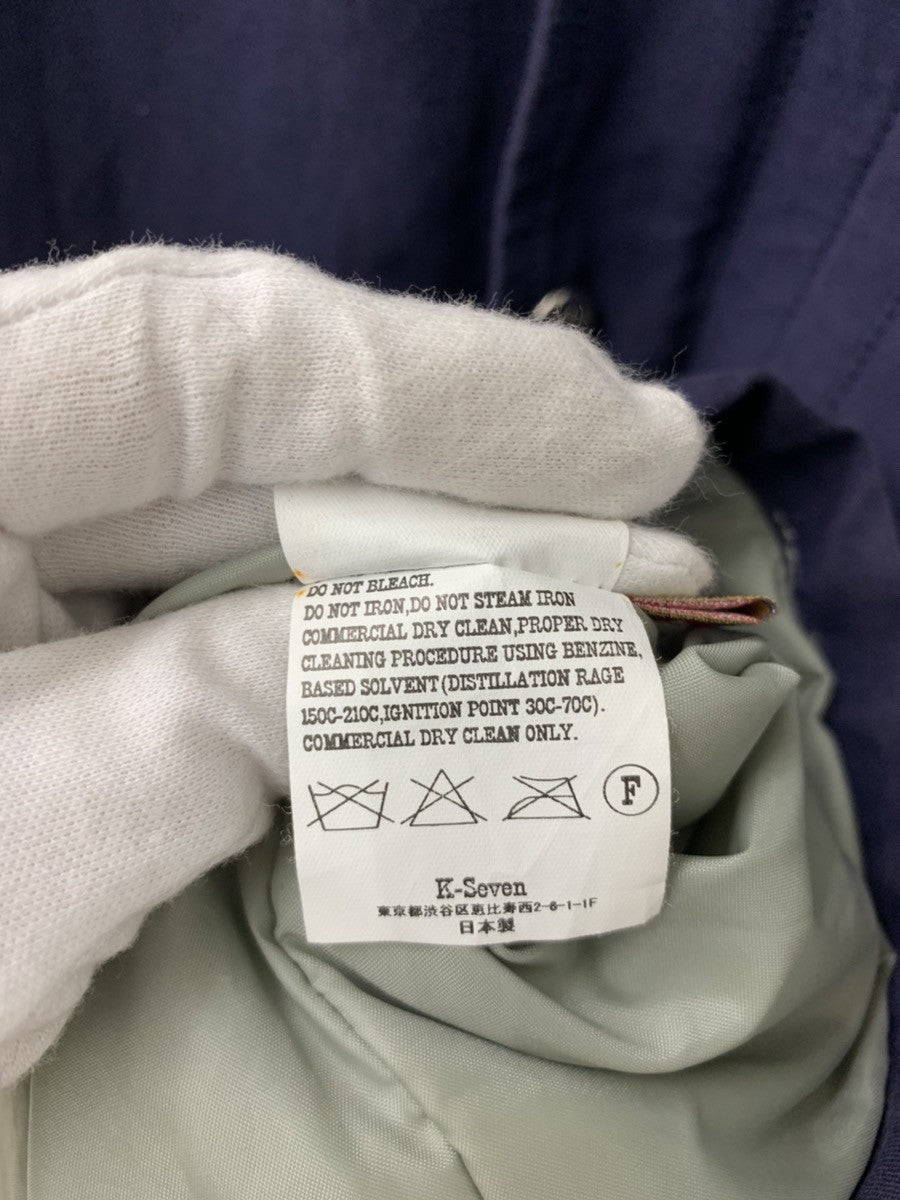 DO NOT BLEACH.
DO NOT IRON,DO NOT STEAM IRON
COMMERCIAL DRY CLEAN,PROPER DRY
CLEANING PROCEDURE USING BENZINE,
BASED SOLVENT(DISTILLATION RAGE
150C-210C,IGNITION POINT 30C-70C).
COMMERCIAL DRY CLEAN ONLY.
F
K-Seven
東京都渋谷区恵比寿西2-6-1-1F
日本製